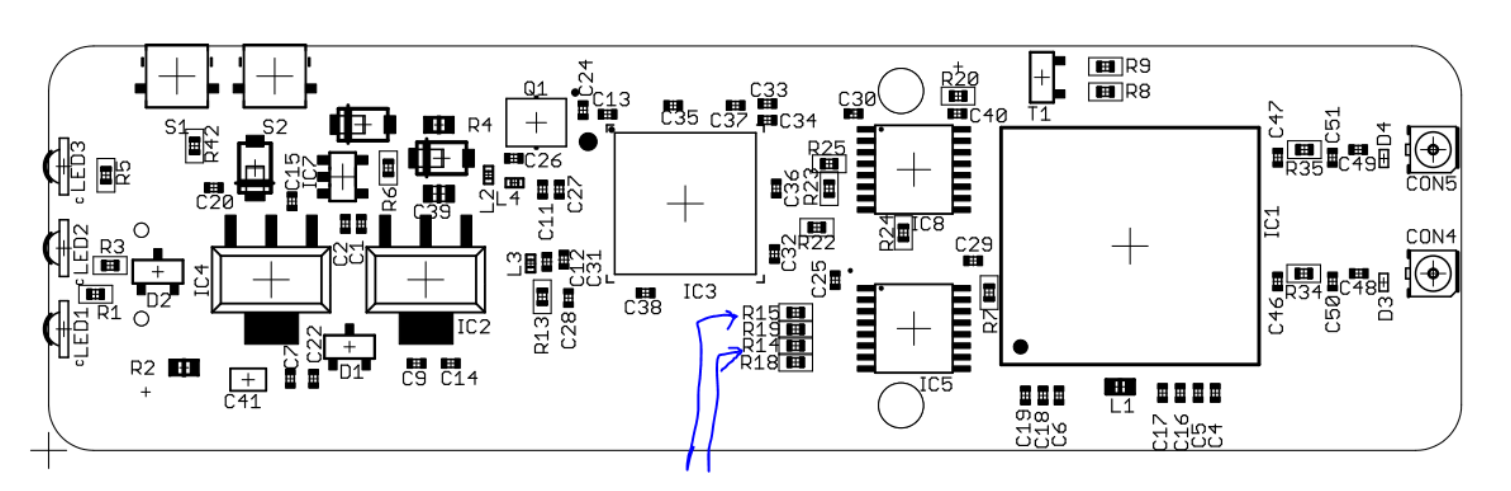 C24
Q1
C13
C33
C35
C37
C34
C30
R20
C40
T1
R9
R8
C47
C51
D4
S1
S2
R42
R4
LED3
c
R5
C20
C15
IC7
R6
C39
L2
L4
C26
C11
C27
R25
C36
R23
R22
R24
IC8
R35
C49
CON5
LED2
c
R3
D2
R1
IC4
C2
C1
L3
C12
C31
C32
C25
C29
IC1
CON4
LED1
c
IC2
R13
C28
C38
IC3
R15
R19
R14
R18
R7
C46
R34
C50
C48
D3
R2
C41
C7
C22
D1
C9
C14
IC5
C19
C18
C6
L1
C17
C16
C5
C4